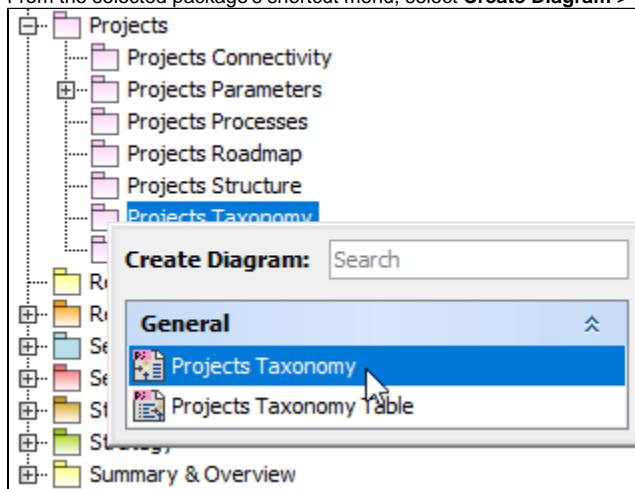 From the selected package's shortcut menu, select Create Diagram >
Projects
Projects Connectivity
Projects Parameters
Projects Processes
Projects Roadmap
Projects Structure
Projects Taxonomy
Create Diagram: Search
General
Projects Taxonomy
Projects Taxonomy Table
Strategy
Summary & Overview